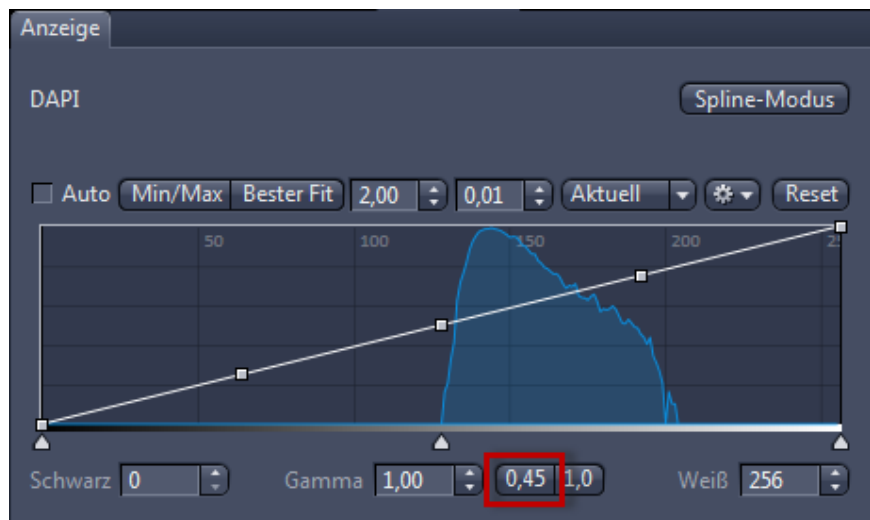 Anzeige
DAPI Spline-Modus
Auto Min/Max Bester Fit 2,00 0,01 Aktuell Reset
50 100 150 200
Schwarz 0 Gamma 1,00 0,45 1,0 Weiß 256